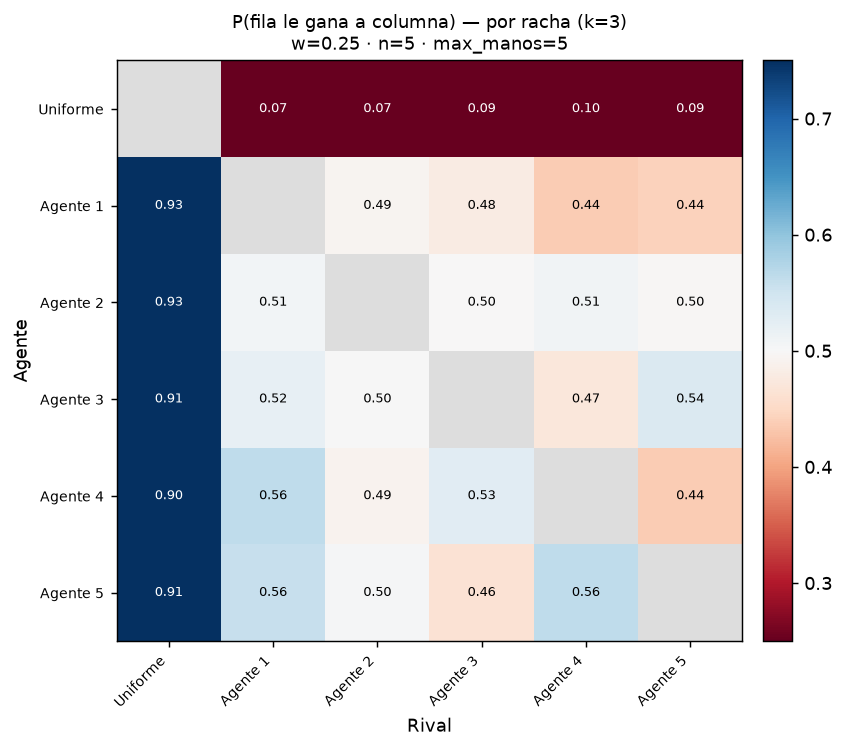 P(fila le gana a columna) — por racha (k=3)
w=0.25 · n=5 · max_manos=5
Uniforme 0.07 0.07 0.09 0.10 0.09
Agente 1 0.93 0.49 0.48 0.44 0.44
Agente 2 0.93 0.51 0.50 0.51 0.50
Agente 3 0.91 0.52 0.50 0.47 0.54
Agente 4 0.90 0.56 0.49 0.53 0.44
Agente 5 0.91 0.56 0.50 0.46 0.56
Agente
Uniforme Agente 1 Agente 2 Agente 3 Agente 4 Agente 5
Rival
0.7
0.6
0.5
0.4
0.3